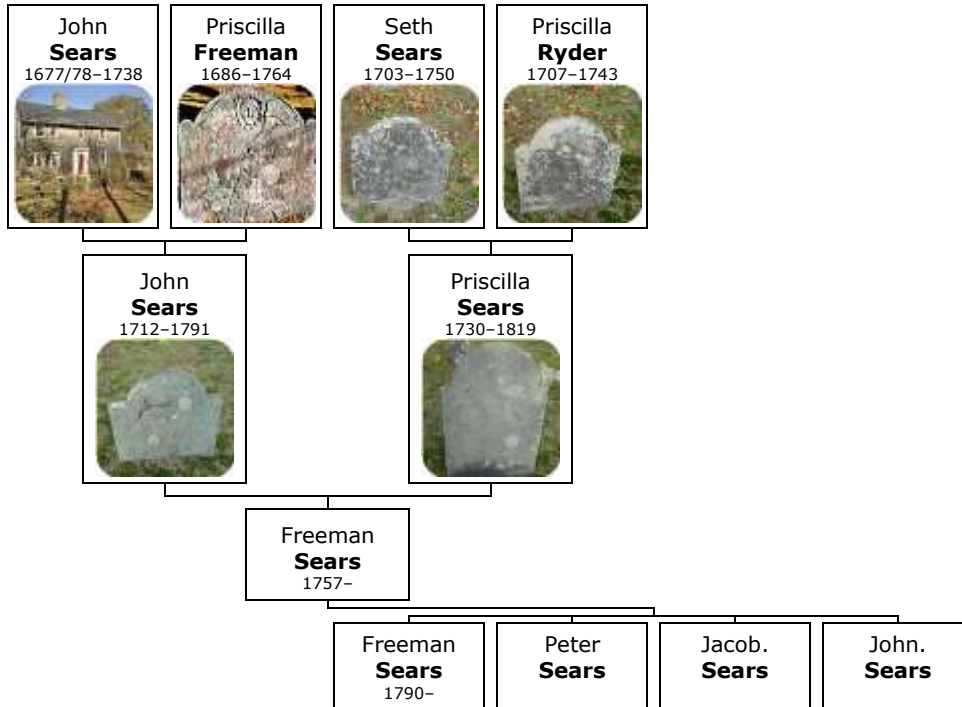 John
Sears
1677/78–1738
Priscilla
Freeman
1686–1764
Seth
Sears
1703–1750
Priscilla
Ryder
1707–1743
John
Sears
1712–1791
Priscilla
Sears
1730–1819
Freeman
Sears
1757–
Freeman
Sears
1790–
Peter
Sears
Jacob.
Sears
John.
Sears